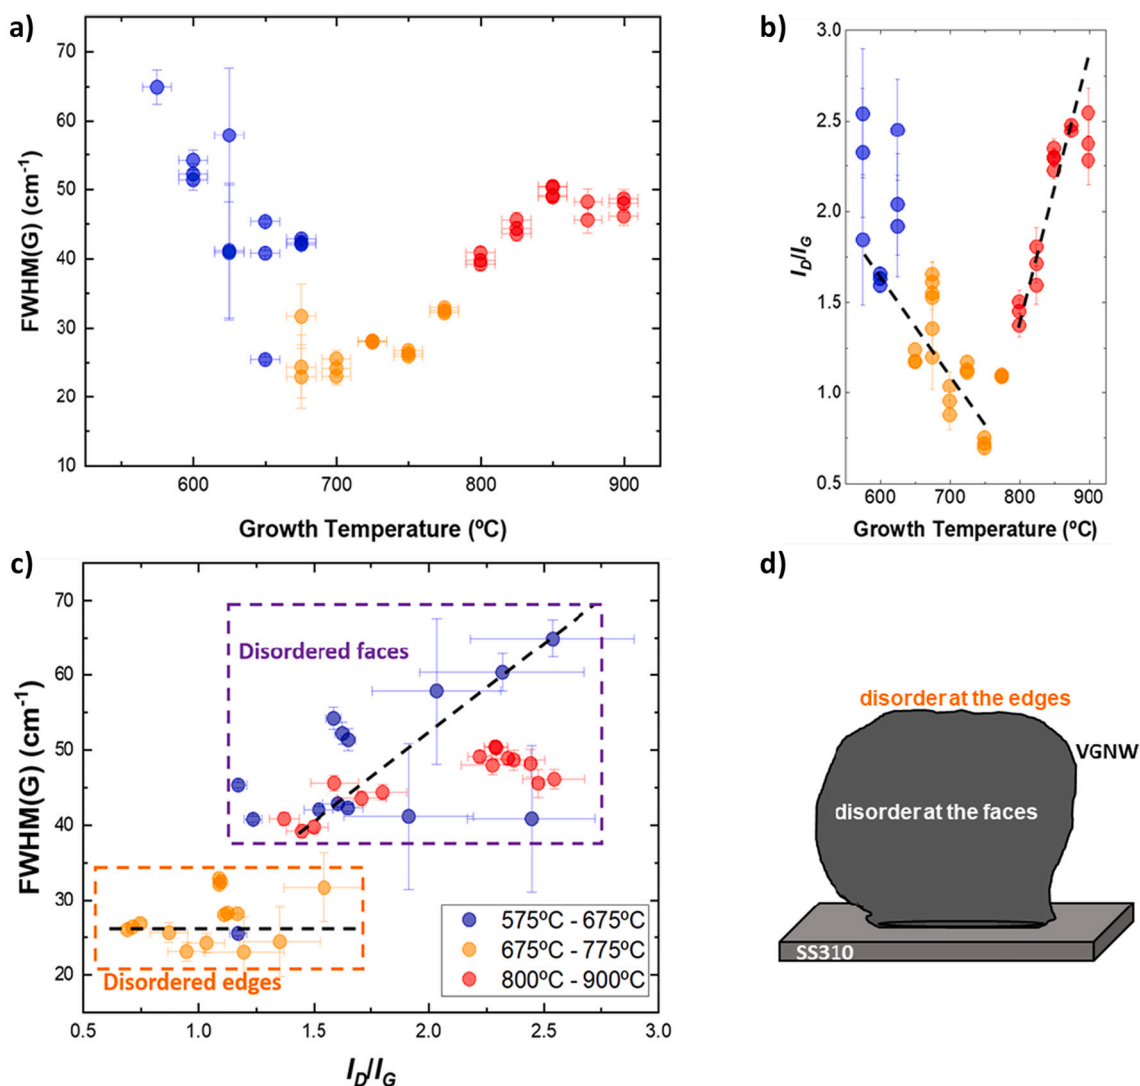 a)
70
60
50
40
30
20
10
FWHM(G) (cm⁻¹)
600
700
800
900
Growth Temperature (ºC)
b)
3.0
2.5
2.0
1.5
1.0
0.5
I_D/I_G
600
700
800
900
Growth Temperature (ºC)
c)
70
60
50
40
30
20
FWHM(G) (cm⁻¹)
Disordered faces
Disordered edges
575ºC - 675ºC
675ºC - 775ºC
800ºC - 900ºC
0.5
1.0
1.5
2.0
2.5
3.0
I_D/I_G
d)
disorder at the edges
VGNW
disorder at the faces
SS310